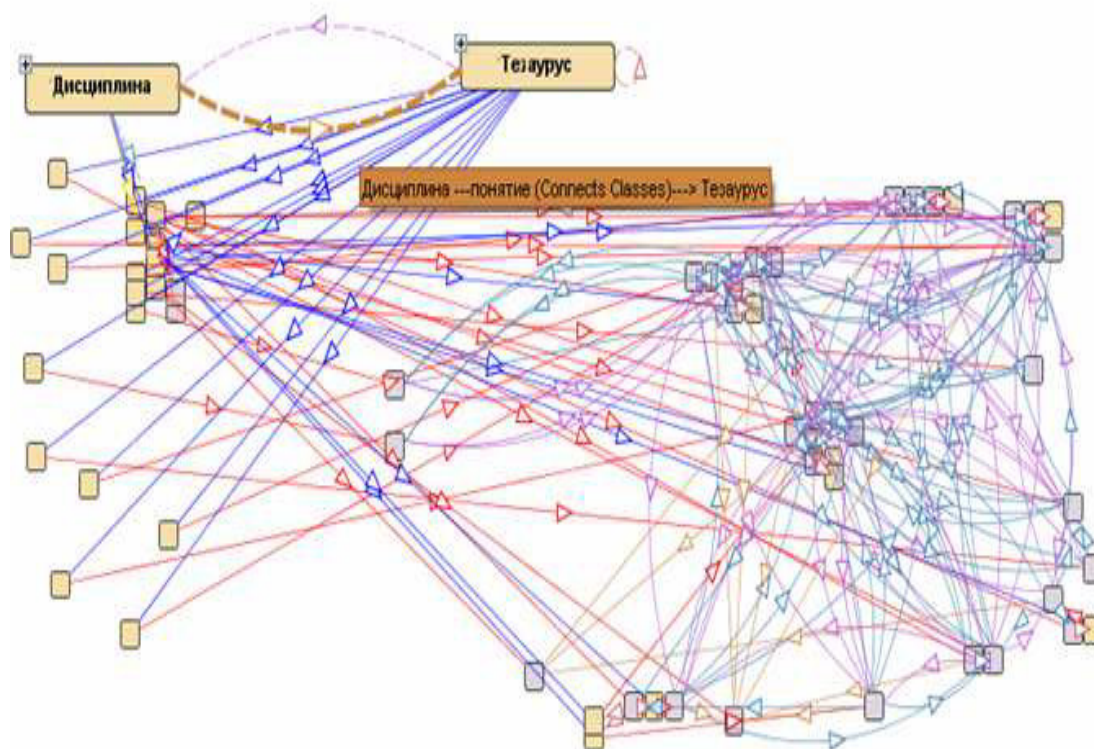 Тезаурус
Дисциплина
Дисциплина ---понятие (Connects Classes)---> Тезаурус